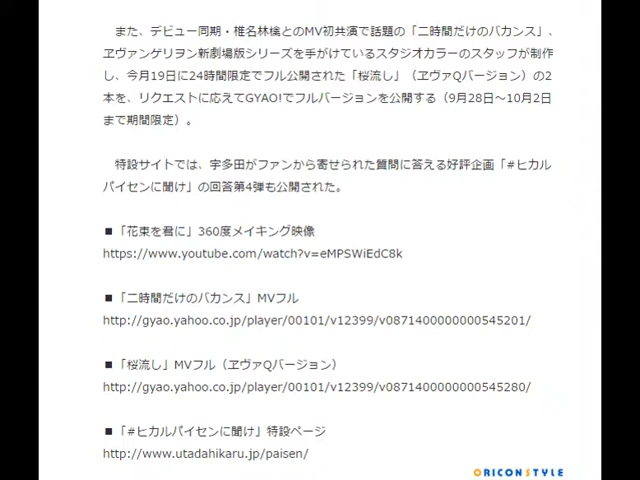 また、デビュー同期・椎名林檎とのMV初共演で話題の「二時間だけのバカンス」、
ヱヴァンゲリヲン新劇場版シリーズを手がけているスタジオカラーのスタッフが制作
し、今月19日に24時間限定でフル公開された「桜流し」（ヱヴァQバージョン）の2
本を、リクエストに応えてGYAO!でフルバージョンを公開する（9月28日～10月2日
まで期間限定）。
特設サイトでは、宇多田がファンから寄せられた質問に答える好評企画「#ヒカル
パイセンに聞け」の回答第4弾も公開された。
■「花束を君に」360度メイキング映像
https://www.youtube.com/watch?v=eMPSWiEdC8k
■「二時間だけのバカンス」MVフル
http://gyao.yahoo.co.jp/player/00101/v12399/v0871400000000545201/
■「桜流し」MVフル（ヱヴァQバージョン）
http://gyao.yahoo.co.jp/player/00101/v12399/v0871400000000545280/
■「#ヒカルパイセンに聞け」特設ページ
http://www.utadahikaru.jp/paisen/
ORICON STYLE